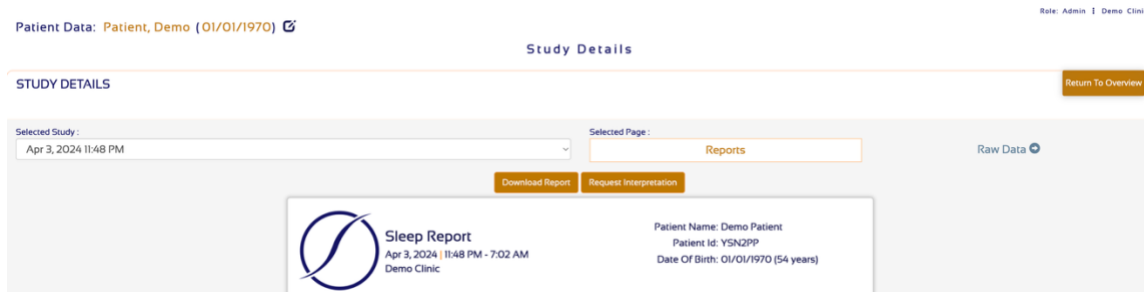 Role: Admin ⁞ Demo Clini
Patient Data: Patient, Demo (01/01/1970)
Study Details
STUDY DETAILS
Return To Overview
Selected Study :
Selected Page :
Apr 3, 2024 11:48 PM
Reports
Raw Data
Download Report
Request Interpretation
Sleep Report
Apr 3, 2024 | 11:48 PM - 7:02 AM
Demo Clinic
Patient Name: Demo Patient
Patient Id: YSN2PP
Date Of Birth: 01/01/1970 (54 years)